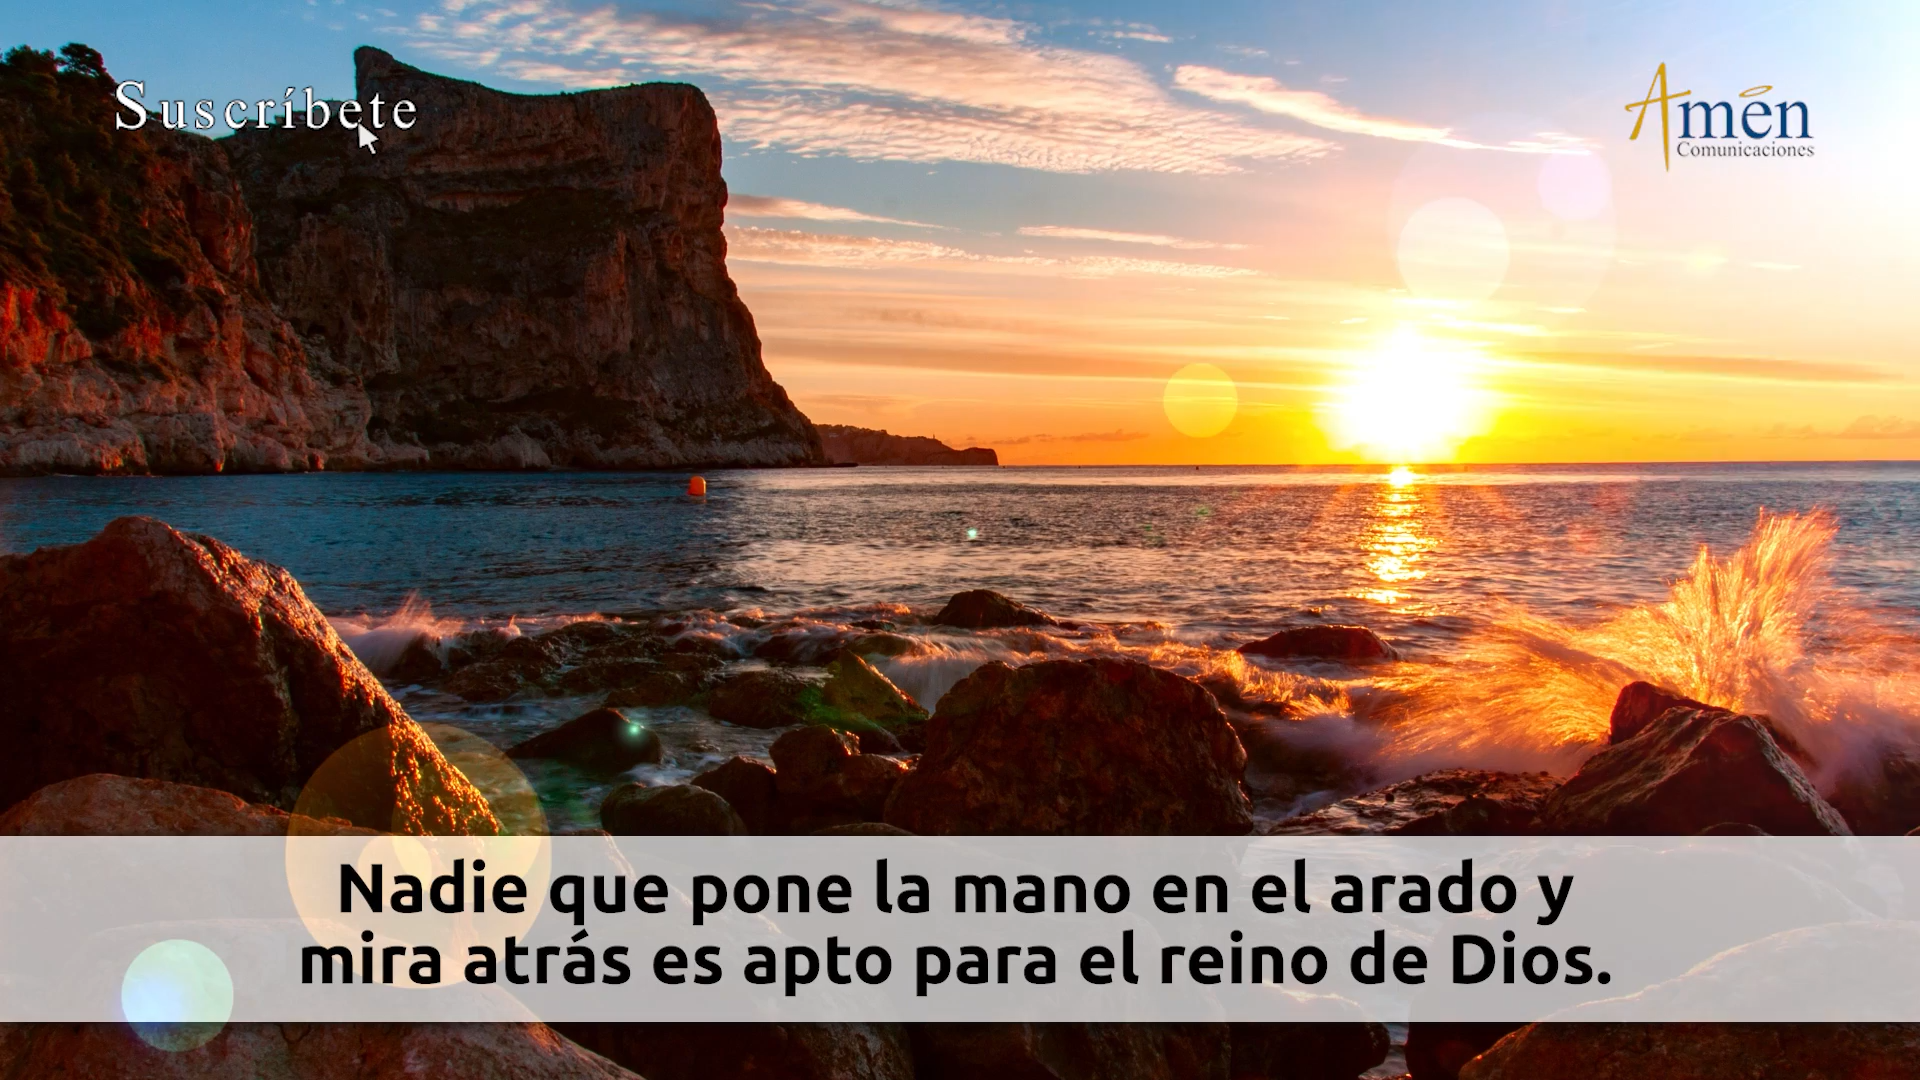 Suscríbete
Amén
Comunicaciones
Nadie que pone la mano en el arado y
mira atrás es apto para el reino de Dios.